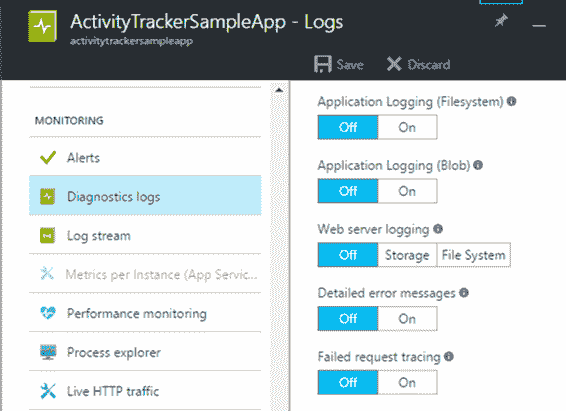 ActivityTrackerSampleApp - Logs
activitytrackersampleapp
Save Discard
MONITORING
Alerts
Diagnostics logs
Log stream
Metrics per Instance (App Servic...
Performance monitoring
Process explorer
Live HTTP traffic
Application Logging (Filesystem)
Off On
Application Logging (Blob)
Off On
Web server logging
Off Storage File System
Detailed error messages
Off On
Failed request tracing
Off On